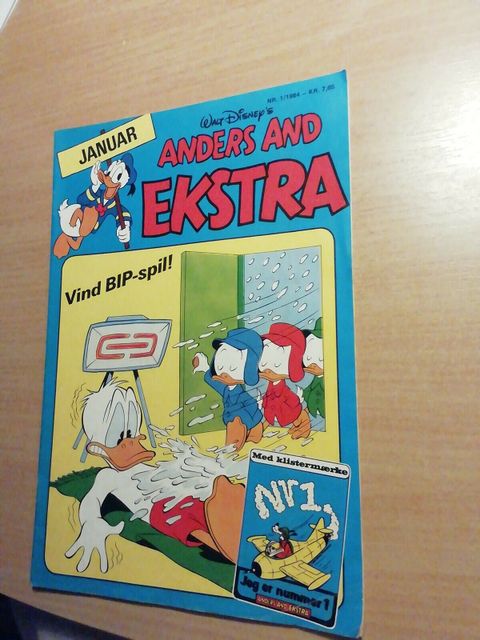 NR. 1/1984 – KR. 7,85
JANUAR
WALT DISNEY'S
ANDERS AND
EKSTRA
Vind BIP-spil!
Med klistermærke
NR 1
Jeg er nummer 1
ANDERS AND EKSTRA